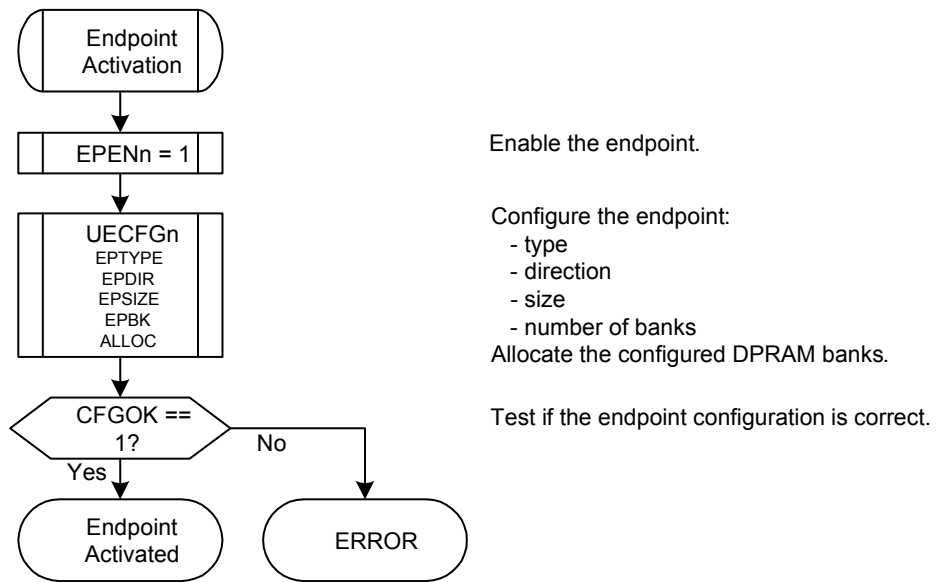 Endpoint
Activation
EPENn = 1
Enable the endpoint.
UECFGn
EPTYPE
EPDIR
EPSIZE
EPBK
ALLOC
Configure the endpoint:
- type
- direction
- size
- number of banks
Allocate the configured DPRAM banks.
CFGOK ==
1?
Test if the endpoint configuration is correct.
No
Yes
Endpoint
Activated
ERROR